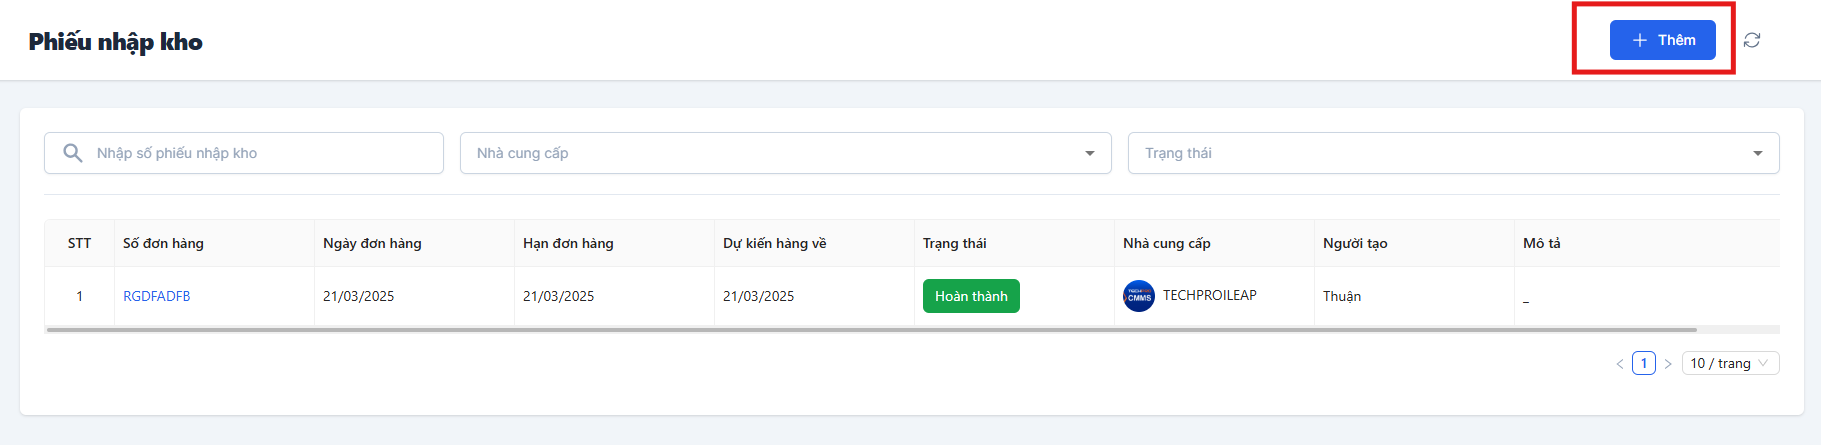 Phiếu nhập kho
Thêm
Nhập số phiếu nhập kho
Nhà cung cấp
Trạng thái
STT Số đơn hàng Ngày đơn hàng Hạn đơn hàng Dự kiến hàng về Trạng thái Nhà cung cấp Người tạo Mô tả
1 RGDFADFB 21/03/2025 21/03/2025 21/03/2025 Hoàn thành CMMS TECHPROILEAP Thuận _
1 10 / trang